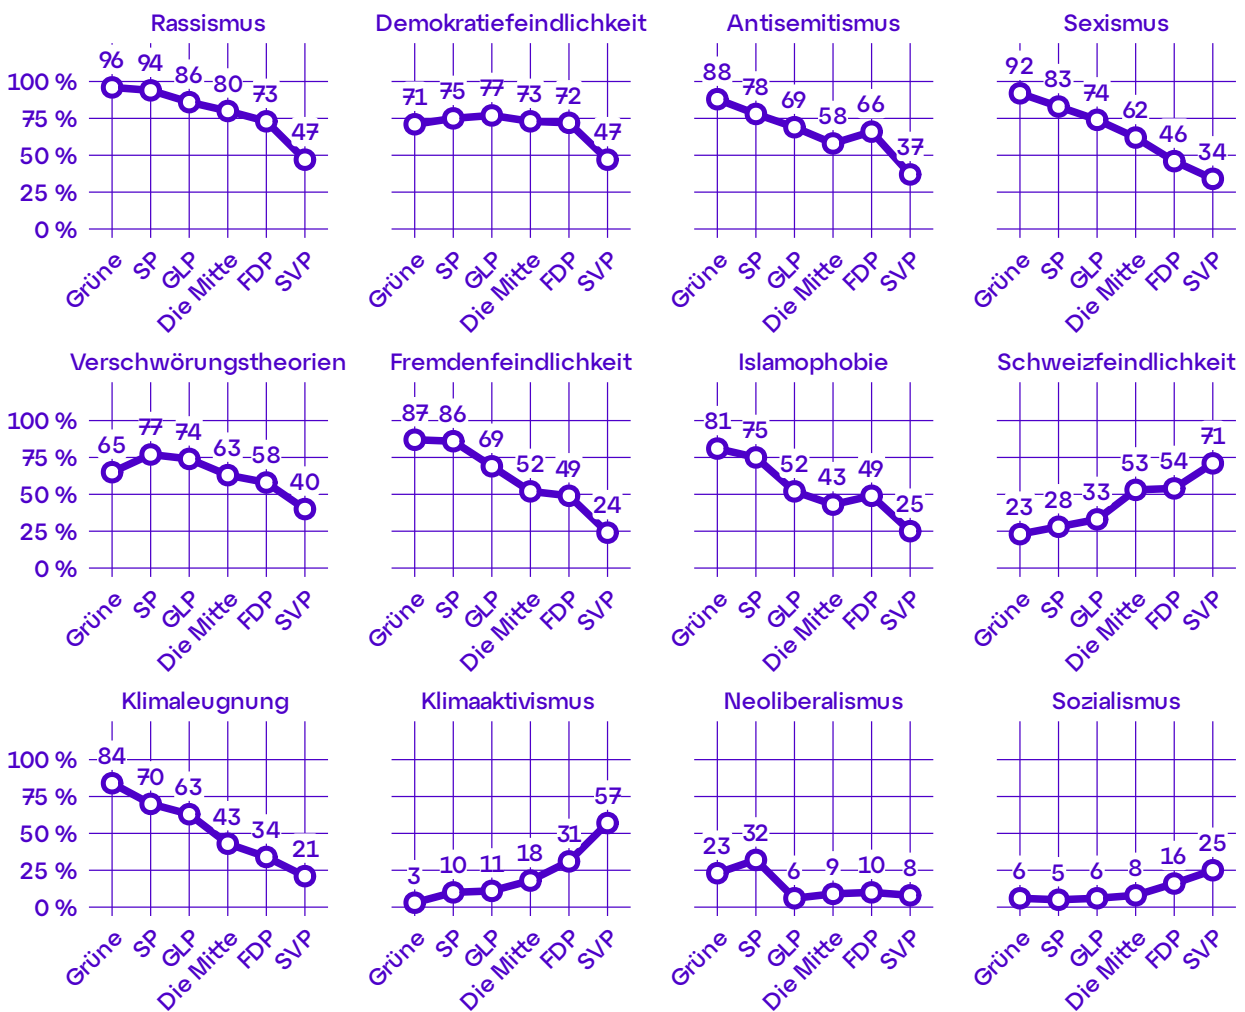 Rassismus Demokratiefeindlichkeit Antisemitismus Sexismus
96 94 86 80 73 47
71 75 77 73 72 47
88 78 69 58 66 37
92 83 74 62 46 34
100 %
75 %
50 %
25 %
0 %
Grüne SP GLP Die Mitte FDP SVP
Grüne SP GLP Die Mitte FDP SVP
Grüne SP GLP Die Mitte FDP SVP
Grüne SP GLP Die Mitte FDP SVP
Verschwörungstheorien Fremdenfeindlichkeit Islamophobie Schweizfeindlichkeit
65 77 74 63 58 40
87 86 69 52 49 24
81 75 52 43 49 25
23 28 33 53 54 71
100 %
75 %
50 %
25 %
0 %
Grüne SP GLP Die Mitte FDP SVP
Grüne SP GLP Die Mitte FDP SVP
Grüne SP GLP Die Mitte FDP SVP
Grüne SP GLP Die Mitte FDP SVP
Klimaleugnung Klimaaktivismus Neoliberalismus Sozialismus
84 70 63 43 34 21
3 10 11 18 31 57
23 32 6 9 10 8
6 5 6 8 16 25
100 %
75 %
50 %
25 %
0 %
Grüne SP GLP Die Mitte FDP SVP
Grüne SP GLP Die Mitte FDP SVP
Grüne SP GLP Die Mitte FDP SVP
Grüne SP GLP Die Mitte FDP SVP